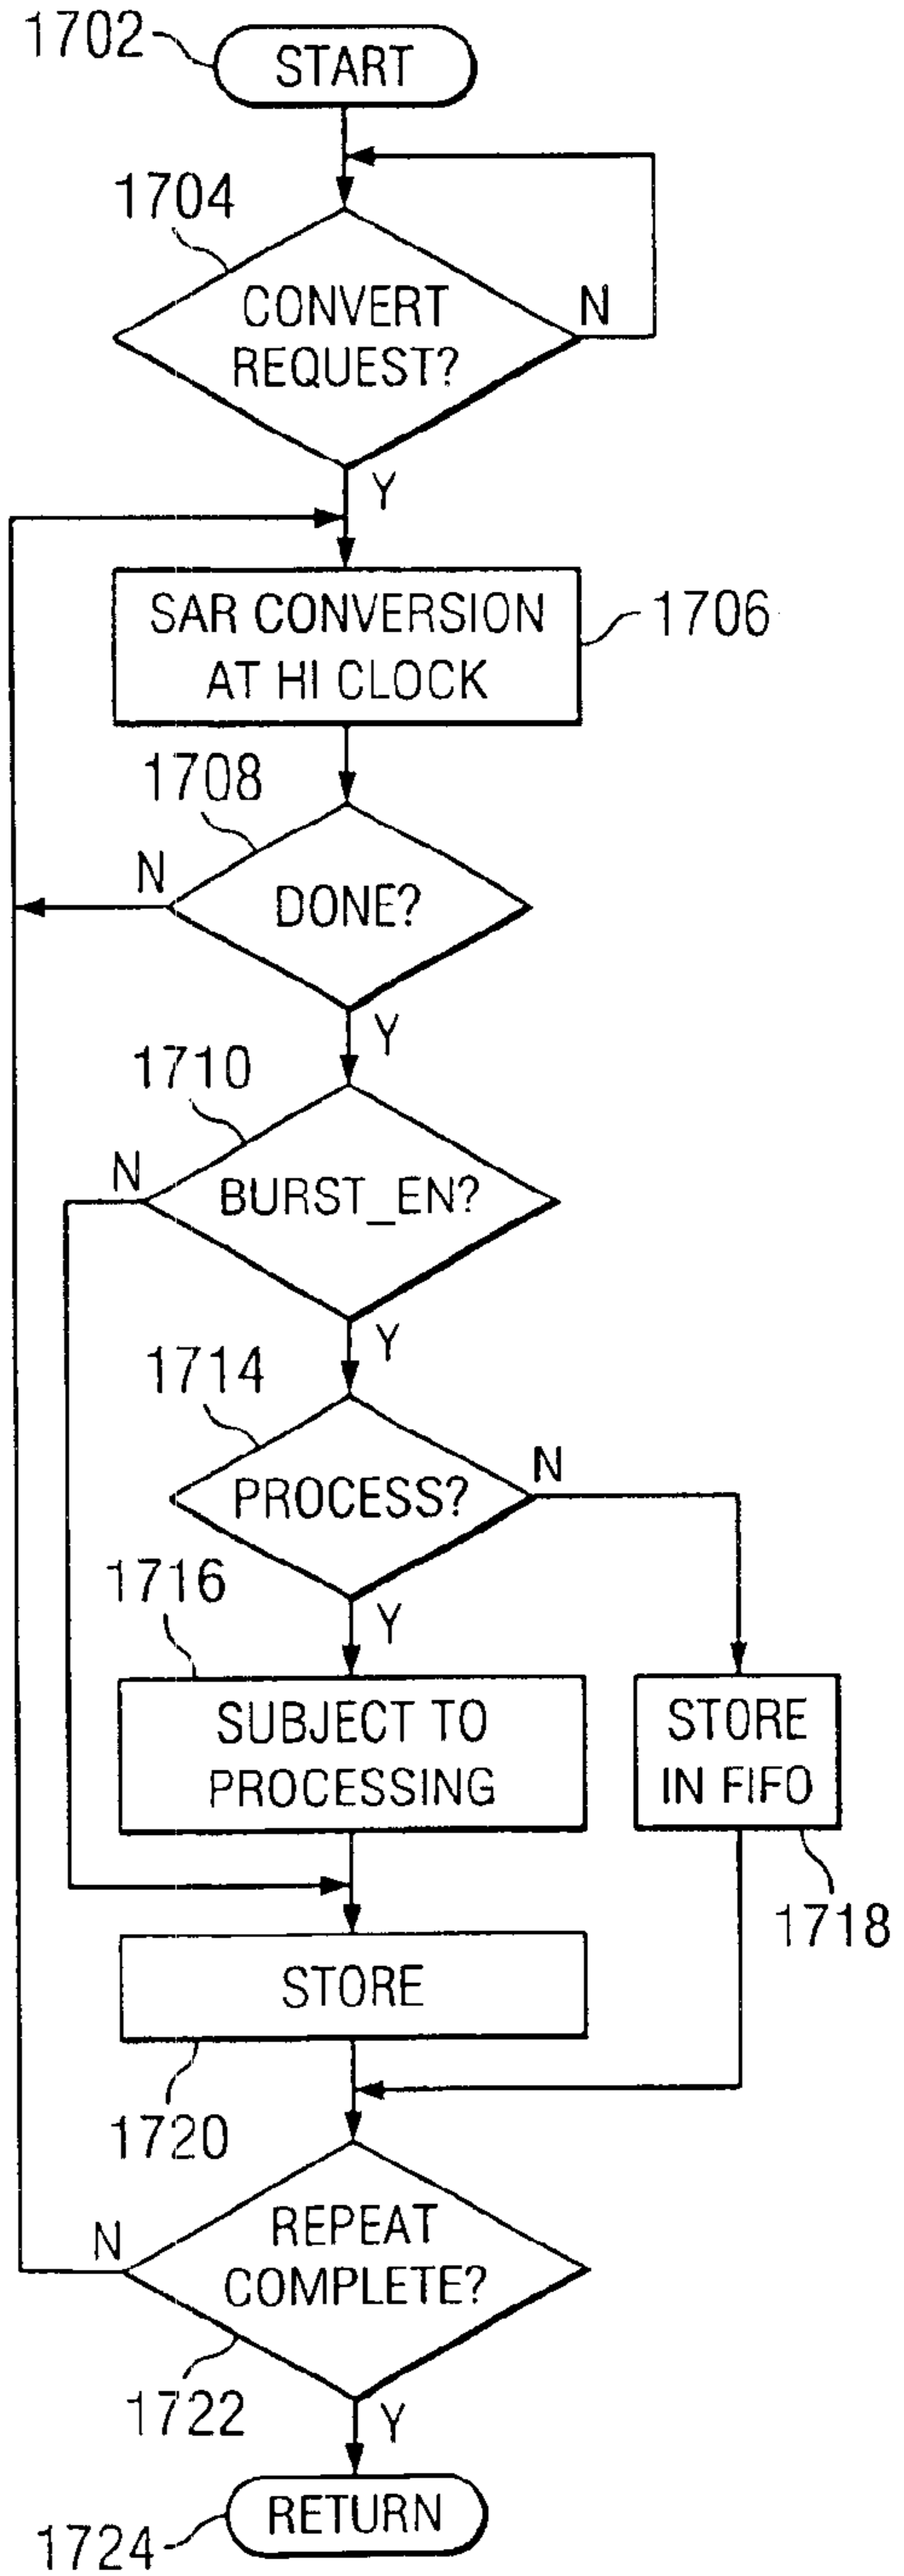 1702
START
1704
CONVERT
REQUEST?
N
Y
SAR CONVERSION
AT HI CLOCK
1706
1708
N
DONE?
Y
1710
N
BURST_EN?
Y
1714
PROCESS?
N
1716
Y
SUBJECT TO
PROCESSING
STORE
IN FIFO
1718
STORE
1720
REPEAT
COMPLETE?
N
1722
Y
RETURN
1724